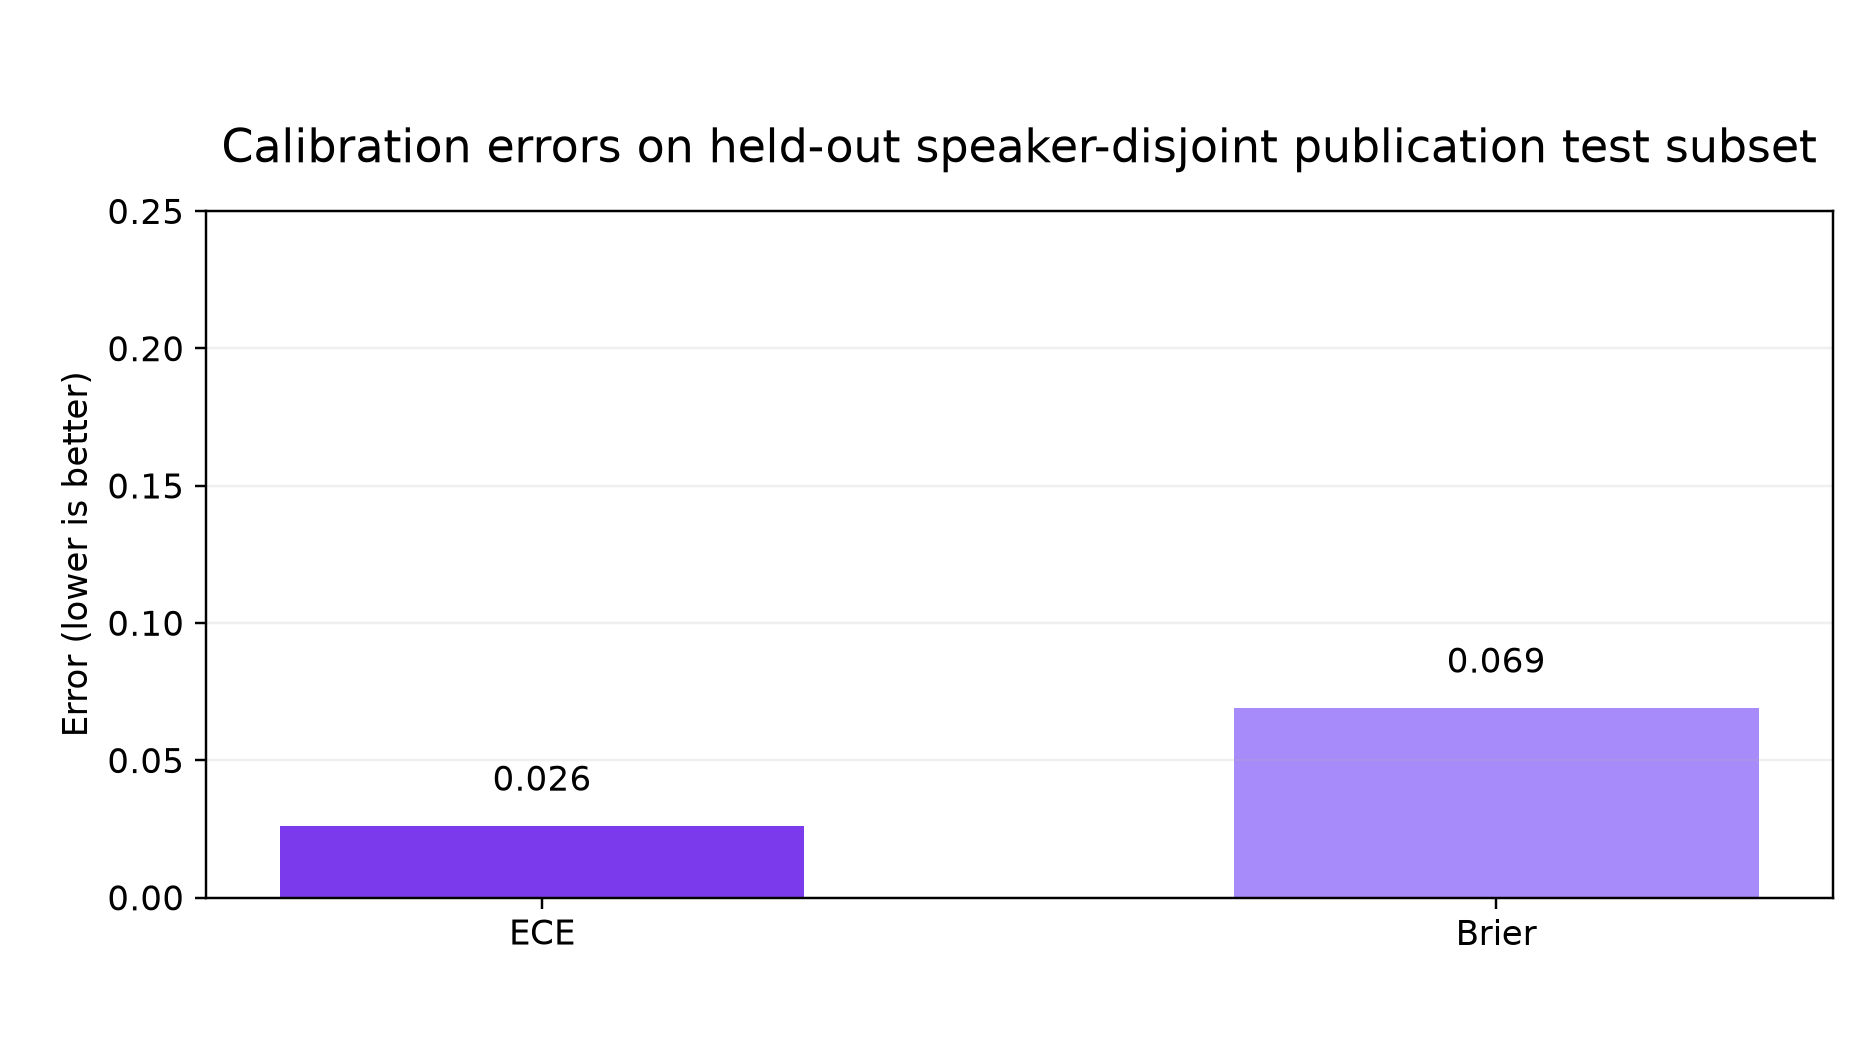 Calibration errors on held-out speaker-disjoint publication test subset
Error (lower is better)
0.25
0.20
0.15
0.10
0.05
0.00
0.026
0.069
ECE
Brier